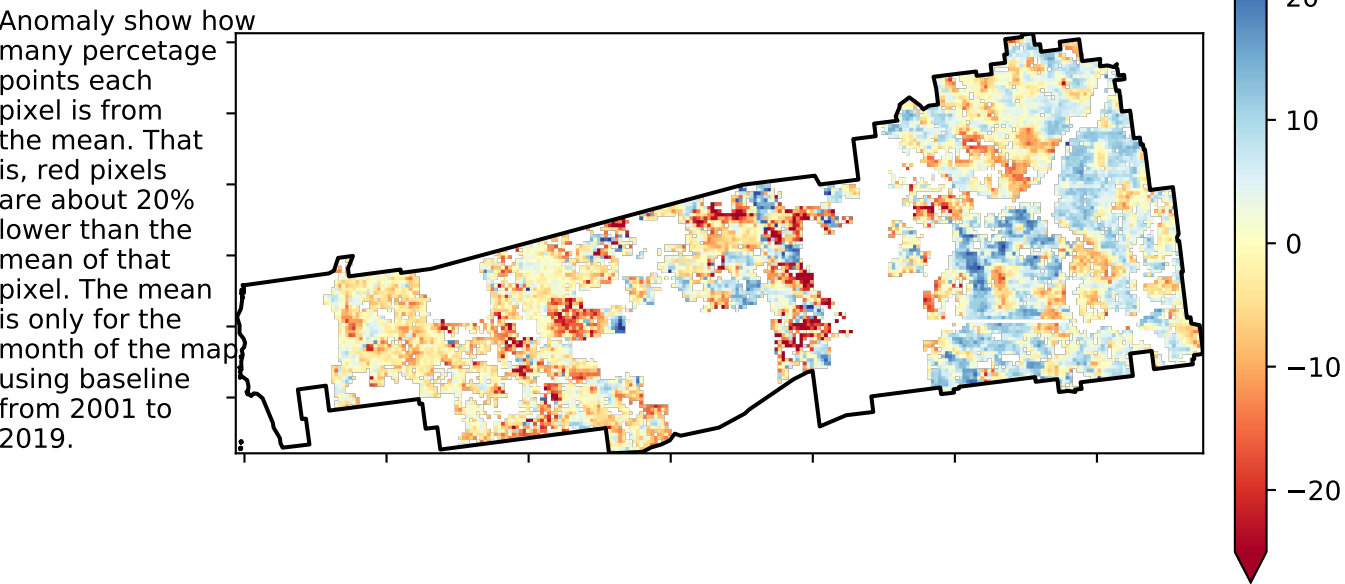 Anomaly show how
many percetage
points each
pixel is from
the mean. That
is, red pixels
are about 20%
lower than the
mean of that
pixel. The mean
is only for the
month of the map
using baseline
from 2001 to
2019.
20
10
0
−10
−20